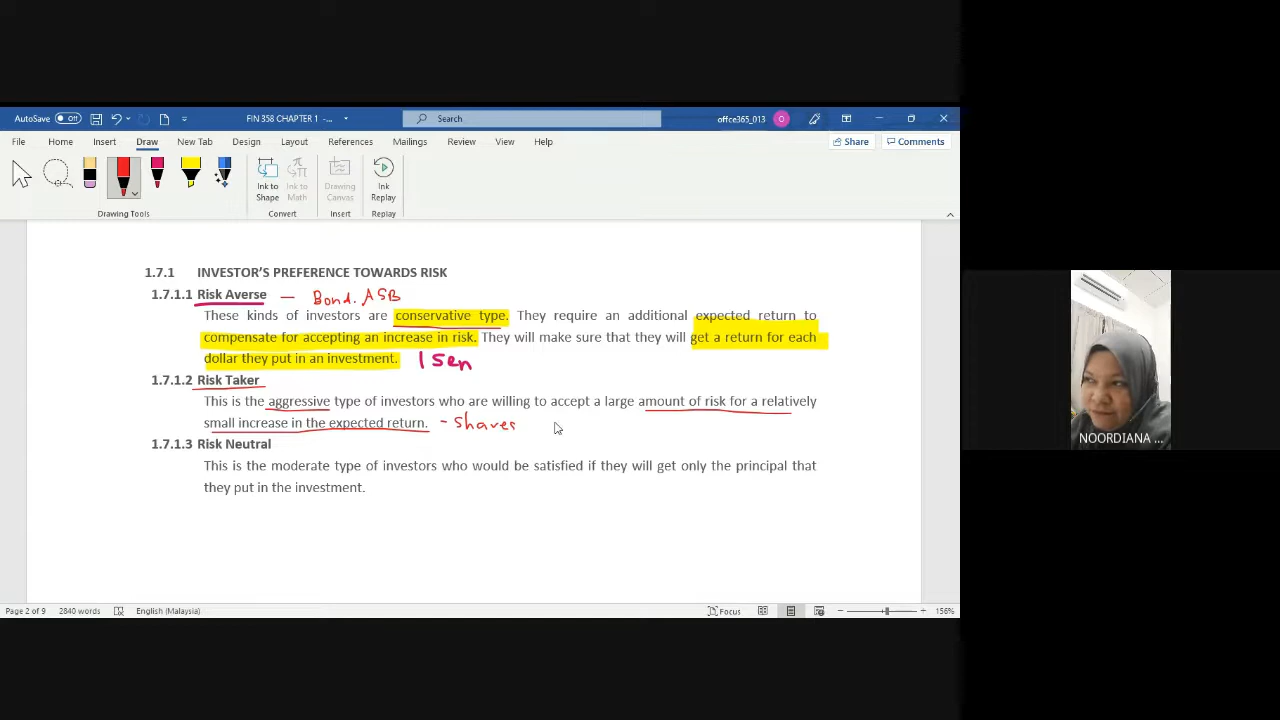 AutoSave Off FIN 358 CHAPTER 1 -... Search offce365_013
File Home Insert Draw New Tab Design Layout References Mailings Review View Help Share Comments
Ink to Shape
Ink to Math
Drawing Canvas
Ink Replay
Drawing Tools Convert Insert Replay
1.7.1 INVESTOR'S PREFERENCE TOWARDS RISK
1.7.1.1 Risk Averse — Bond. ASB
These kinds of investors are conservative type. They require an additional expected return to
compensate for accepting an increase in risk. They will make sure that they will get a return for each
dollar they put in an investment. 1 Sen
1.7.1.2 Risk Taker
This is the aggressive type of investors who are willing to accept a large amount of risk for a relatively
small increase in the expected return. - Shares
1.7.1.3 Risk Neutral
This is the moderate type of investors who would be satisfied if they will get only the principal that
they put in the investment.
NOORDIANA ...
Page 2 of 9 2840 words English (Malaysia) Focus 156%